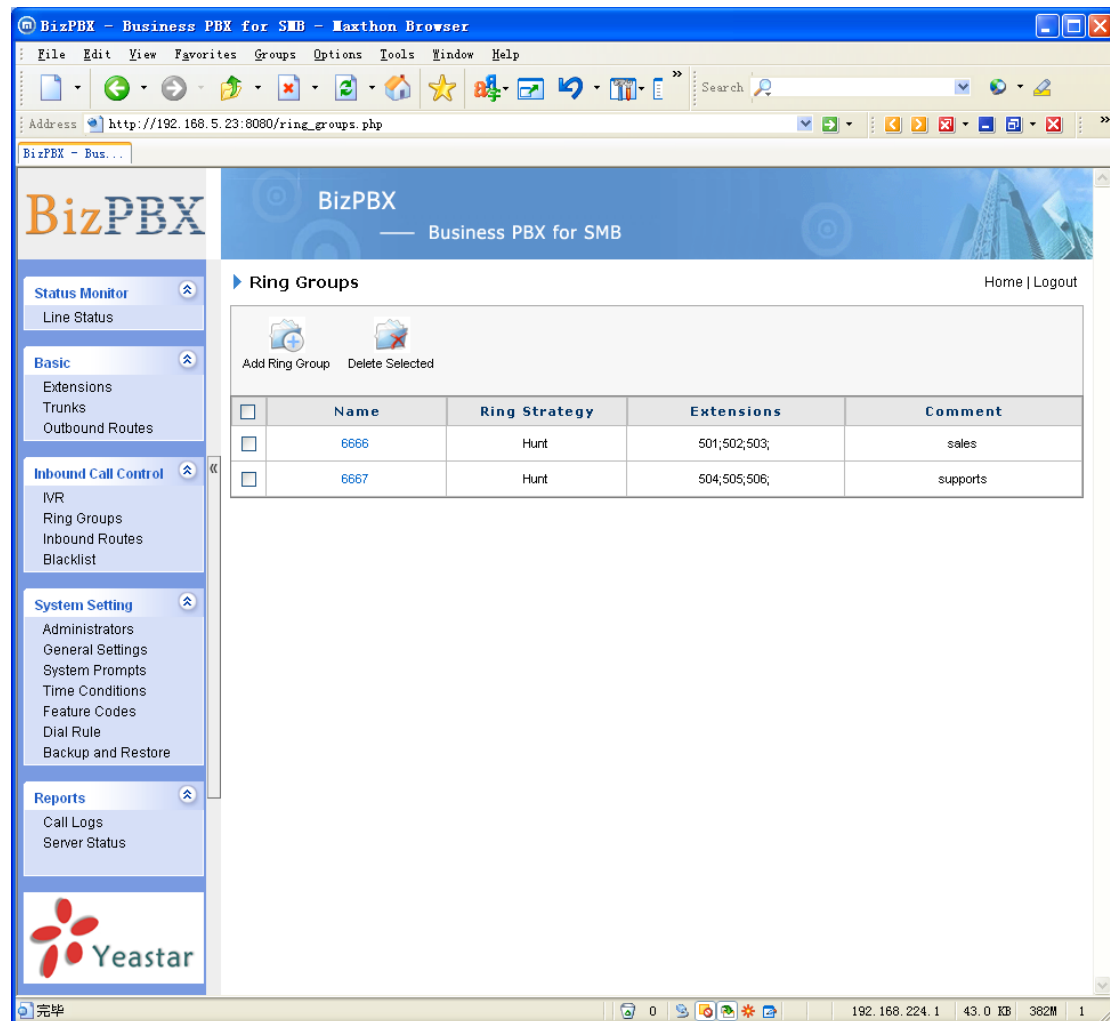 BizPBX - Business PBX for SMB - Maxthon Browser
File Edit View Favorites Groups Options Tools Window Help
Search
Address http://192.168.5.23:8080/ring_groups.php
BizPBX - Bus...
BizPBX
BizPBX
—— Business PBX for SMB
Ring Groups
Home | Logout
Status Monitor
Line Status
Basic
Extensions
Trunks
Outbound Routes
Inbound Call Control
IVR
Ring Groups
Inbound Routes
Blacklist
System Setting
Administrators
General Settings
System Prompts
Time Conditions
Feature Codes
Dial Rule
Backup and Restore
Reports
Call Logs
Server Status
Yeastar
Add Ring Group Delete Selected
Name Ring Strategy Extensions Comment
6666 Hunt 501;502;503; sales
6667 Hunt 504;505;506; supports
完毕 0 192.168.224.1 43.0 KB 382M 1